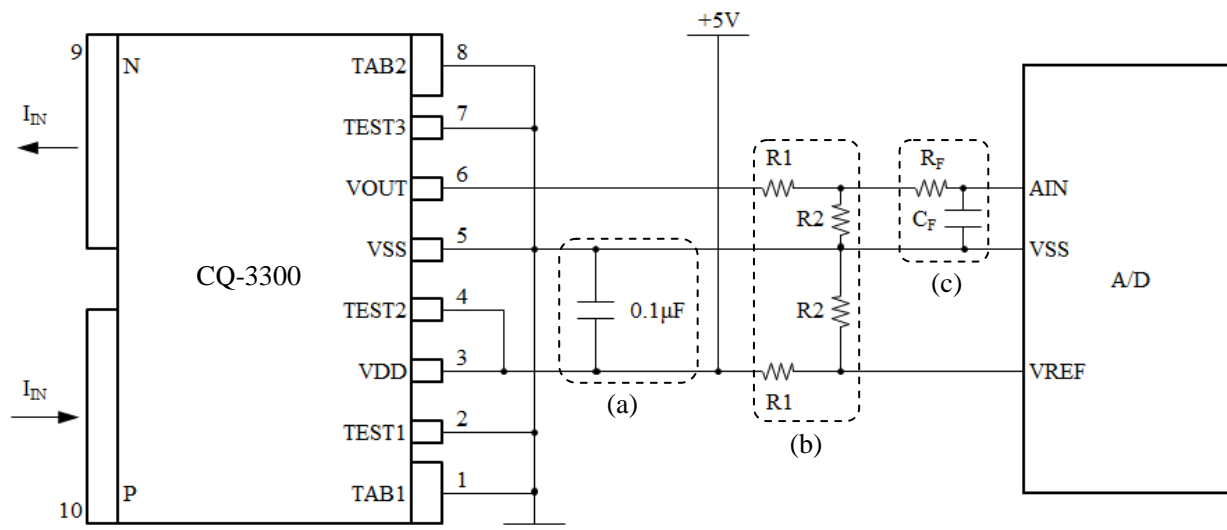 +5V
9
N
TAB2
8
I_IN
TEST3
7
R1
R_F
VOUT
6
AIN
R2
C_F
VSS
5
VSS
CQ-3300
(c)
A/D
TEST2
4
0.1μF
R2
VDD
3
VREF
I_IN
(a)
R1
TEST1
2
(b)
10
P
TAB1
1